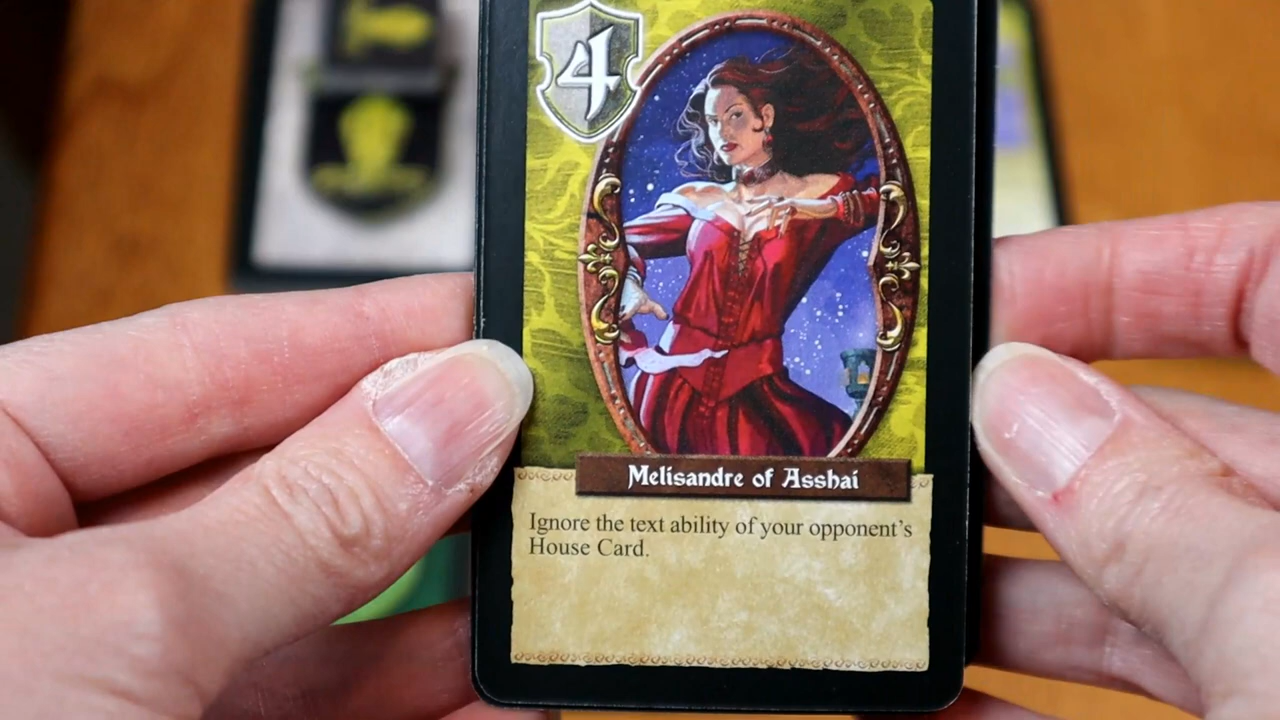 4
Melisandre of Asshai
Ignore the text ability of your opponent's
House Card.